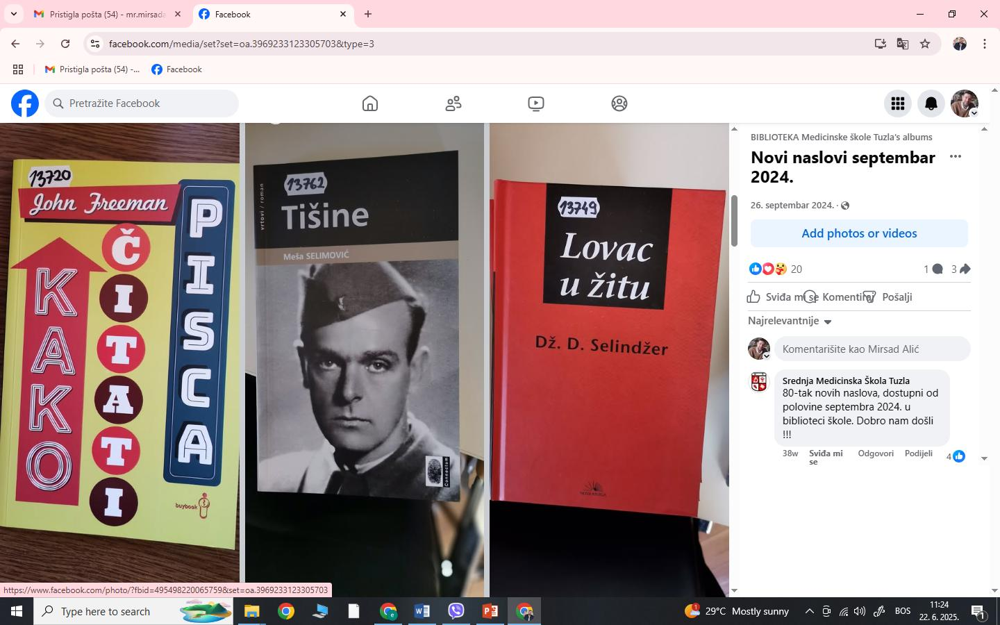 Pristigla pošta (54) - mr.mirsada
Facebook
facebook.com/media/set?set=oa.3969233123305703&type=3
Pristigla pošta (54) -...
Facebook
Pretražite Facebook
13720
John Freeman
KAKO
ČITATI
PISCA
buybook
13762
vrtovi / roman
Tišine
Meša SELIMOVIĆ
Connectum
13749
Lovac
u žitu
Dž. D. Selindžer
NOVA KNJIGA
BIBLIOTEKA Medicinske škole Tuzla's albums
Novi naslovi septembar
2024.
26. septembar 2024. ·
Add photos or videos
20
1
3
Sviđa mi se
Komentiraj
Pošalji
Najrelevantnije
Komentarišite kao Mirsad Alić
Srednja Medicinska Škola Tuzla
80-tak novih naslova, dostupni od
polovine septembra 2024. u
biblioteci škole. Dobro nam došli
!!!
38w
Sviđa mi
se
Odgovori
Podijeli
4
https://www.facebook.com/photo/?fbid=495498220065759&set=oa.3969233123305703
Type here to search
1
29°C Mostly sunny
BOS
11:24
22. 6. 2025.
1